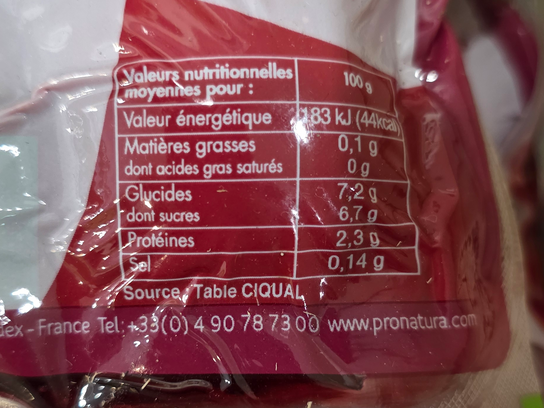 Valeurs nutritionnelles
moyennes pour : 100 g
Valeur énergétique 183 kJ (44kcal)
Matières grasses 0,1 g
dont acides gras saturés 0 g
Glucides 7,2 g
dont sucres 6,7 g
Protéines 2,3 g
Sel 0,14 g
Source : Table CIQUAL
dex - France Tel: +33(0) 4 90 78 73 00 www.pronatura.com